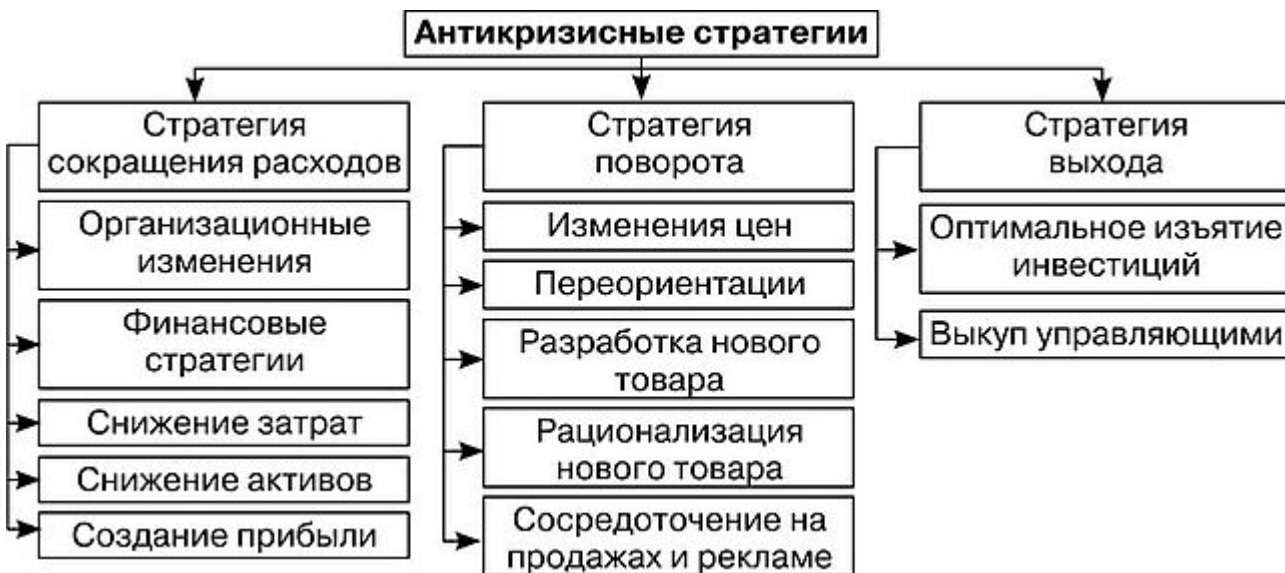 Антикризисные стратегии
Стратегия
сокращения расходов
Организационные
изменения
Финансовые
стратегии
Снижение затрат
Снижение активов
Создание прибыли
Стратегия
поворота
Изменения цен
Переориентации
Разработка нового
товара
Рационализация
нового товара
Сосредоточение на
продажах и рекламе
Стратегия
выхода
Оптимальное изъятие
инвестиций
Выкуп управляющими